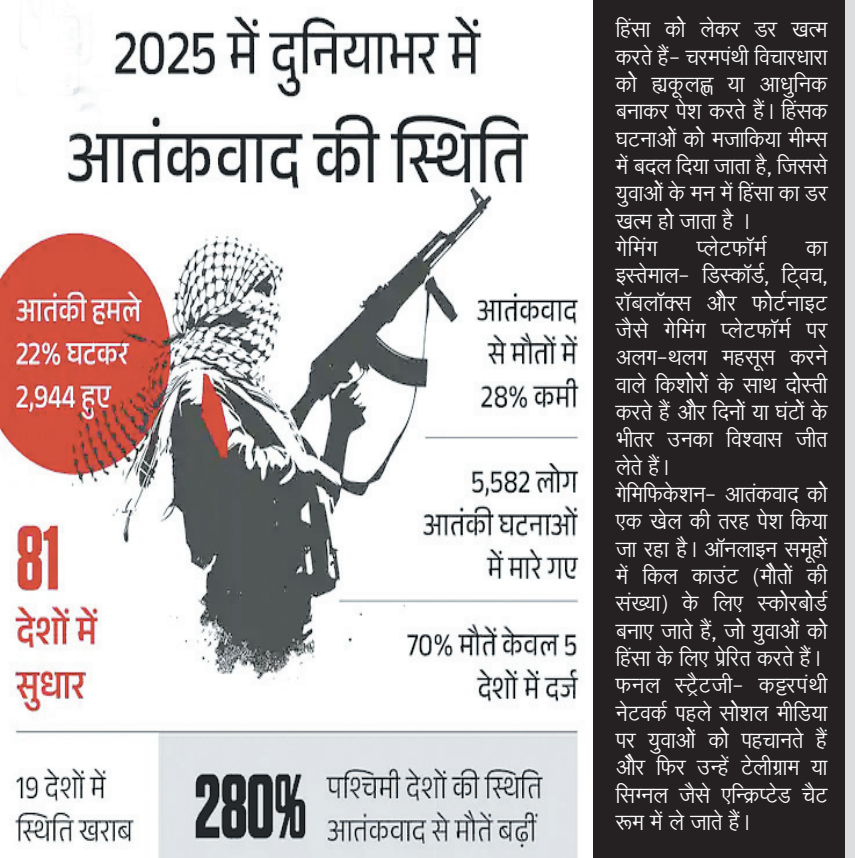 2025 में दुनियाभर में
आतंकवाद की स्थिति
आतंकी हमले
22% घटकर
2,944 हुए
आतंकवाद
से मौतों में
28% कमी
5,582 लोग
आतंकी घटनाओं
में मारे गए
81
देशों में
सुधार
70% मौतें केवल 5
देशों में दर्ज
19 देशों में
स्थिति खराब
280%
पश्चिमी देशों की स्थिति
आतंकवाद से मौतें बढ़ीं
हिंसा को लेकर डर खत्म
करते हैं- चरमपंथी विचारधारा
को ह्यकूलह्ण या आधुनिक
बनाकर पेश करते हैं। हिंसक
घटनाओं को मजाकिया मीम्स
में बदल दिया जाता है, जिससे
युवाओं के मन में हिंसा का डर
खत्म हो जाता है ।
गेमिंग प्लेटफॉर्म का
इस्तेमाल- डिस्कॉर्ड, ट्विच,
रॉबलॉक्स और फोर्टनाइट
जैसे गेमिंग प्लेटफॉर्म पर
अलग-थलग महसूस करने
वाले किशोरों के साथ दोस्ती
करते हैं और दिनों या घंटों के
भीतर उनका विश्वास जीत
लेते हैं।
गेमिफिकेशन- आतंकवाद को
एक खेल की तरह पेश किया
जा रहा है। ऑनलाइन समूहों
में किल काउंट (मौतों की
संख्या) के लिए स्कोरबोर्ड
बनाए जाते हैं, जो युवाओं को
हिंसा के लिए प्रेरित करते हैं।
फनल स्ट्रैटजी- कट्टरपंथी
नेटवर्क पहले सोशल मीडिया
पर युवाओं को पहचानते हैं
और फिर उन्हें टेलीग्राम या
सिग्नल जैसे एन्क्रिप्टेड चैट
रूम में ले जाते हैं।